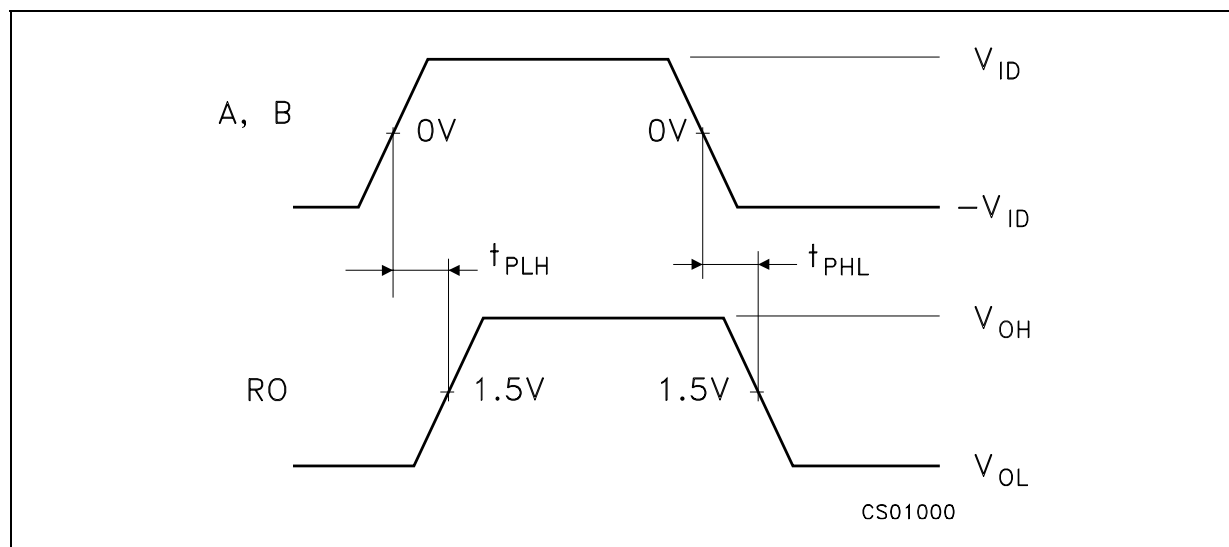 V_ID
A, B
0V
0V
-V_ID
t_PLH
t_PHL
V_OH
RO
1.5V
1.5V
V_OL
CS01000